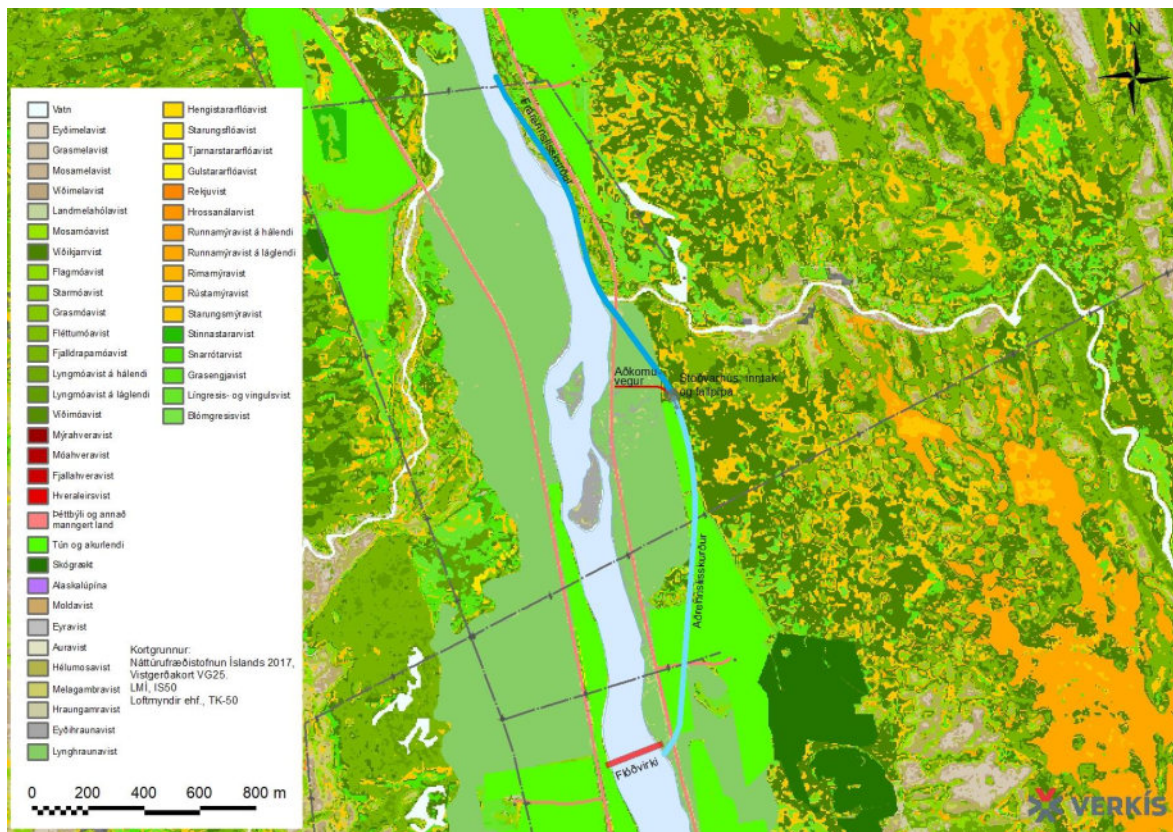 Vatn
Eyðimelavist
Grasmelavist
Mosamelavist
Víðimelavist
Landmelahólavist
Mosamóavist
Víðikjarrvist
Flagmóavist
Starmóavist
Grasmóavist
Fléttumóavist
Fjalldrapamóavist
Lyngmóavist á hálendi
Lyngmóavist á láglendi
Víðimóavist
Mýrahveravist
Móahveravist
Fjallahveravist
Hveraleirsvist
Þéttbýli og annað
manngert land
Tún og akurlendi
Skógrækt
Alaskalúpína
Moldavist
Eyravist
Auravist
Hélumosavist
Melagambravist
Hraungamravist
Eyðihraunavist
Lynghraunavist
Hengistararflóavist
Starungsflóavist
Tjarnarstararflóavist
Gulstararflóavist
Rekjuvist
Hrossanálarvist
Runnamýravist á hálendi
Runnamýravist á láglendi
Rimamýravist
Rústamýravist
Starungsmýravist
Stinnastararvist
Snarrótarvist
Grasengjavist
Língresis- og vingulsvist
Blómgresisvist
Kortgrunnur:
Náttúrufræðistofnun Íslands 2017,
Vistgerðakort VG25.
LMÍ, IS50
Loftmyndir ehf., TK-50
0 200 400 600 800 m
N
Frárennslisskurður
Aðkomu
vegur
Stöðvarhús, inntak
og fallpípa
Aðrennslisskurður
Flóðvirki
VERKÍS